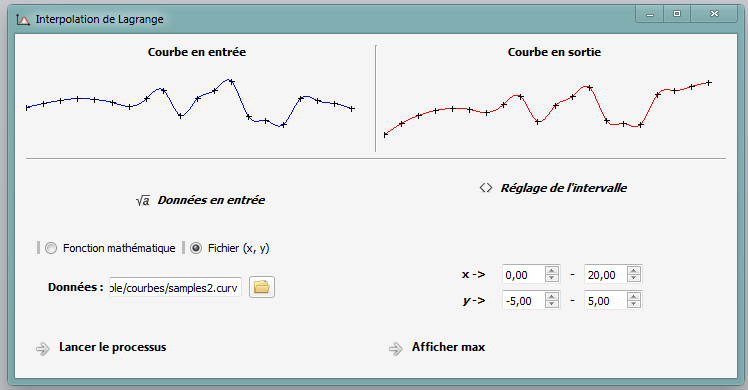 Interpolation de Lagrange
Courbe en entrée
Courbe en sortie
Données en entrée
Réglage de l'intervalle
Fonction mathématique
Fichier (x, y)
x -> 0,00 - 20,00
Données : ple/courbes/samples2.curv
y -> -5,00 - 5,00
Lancer le processus
Afficher max